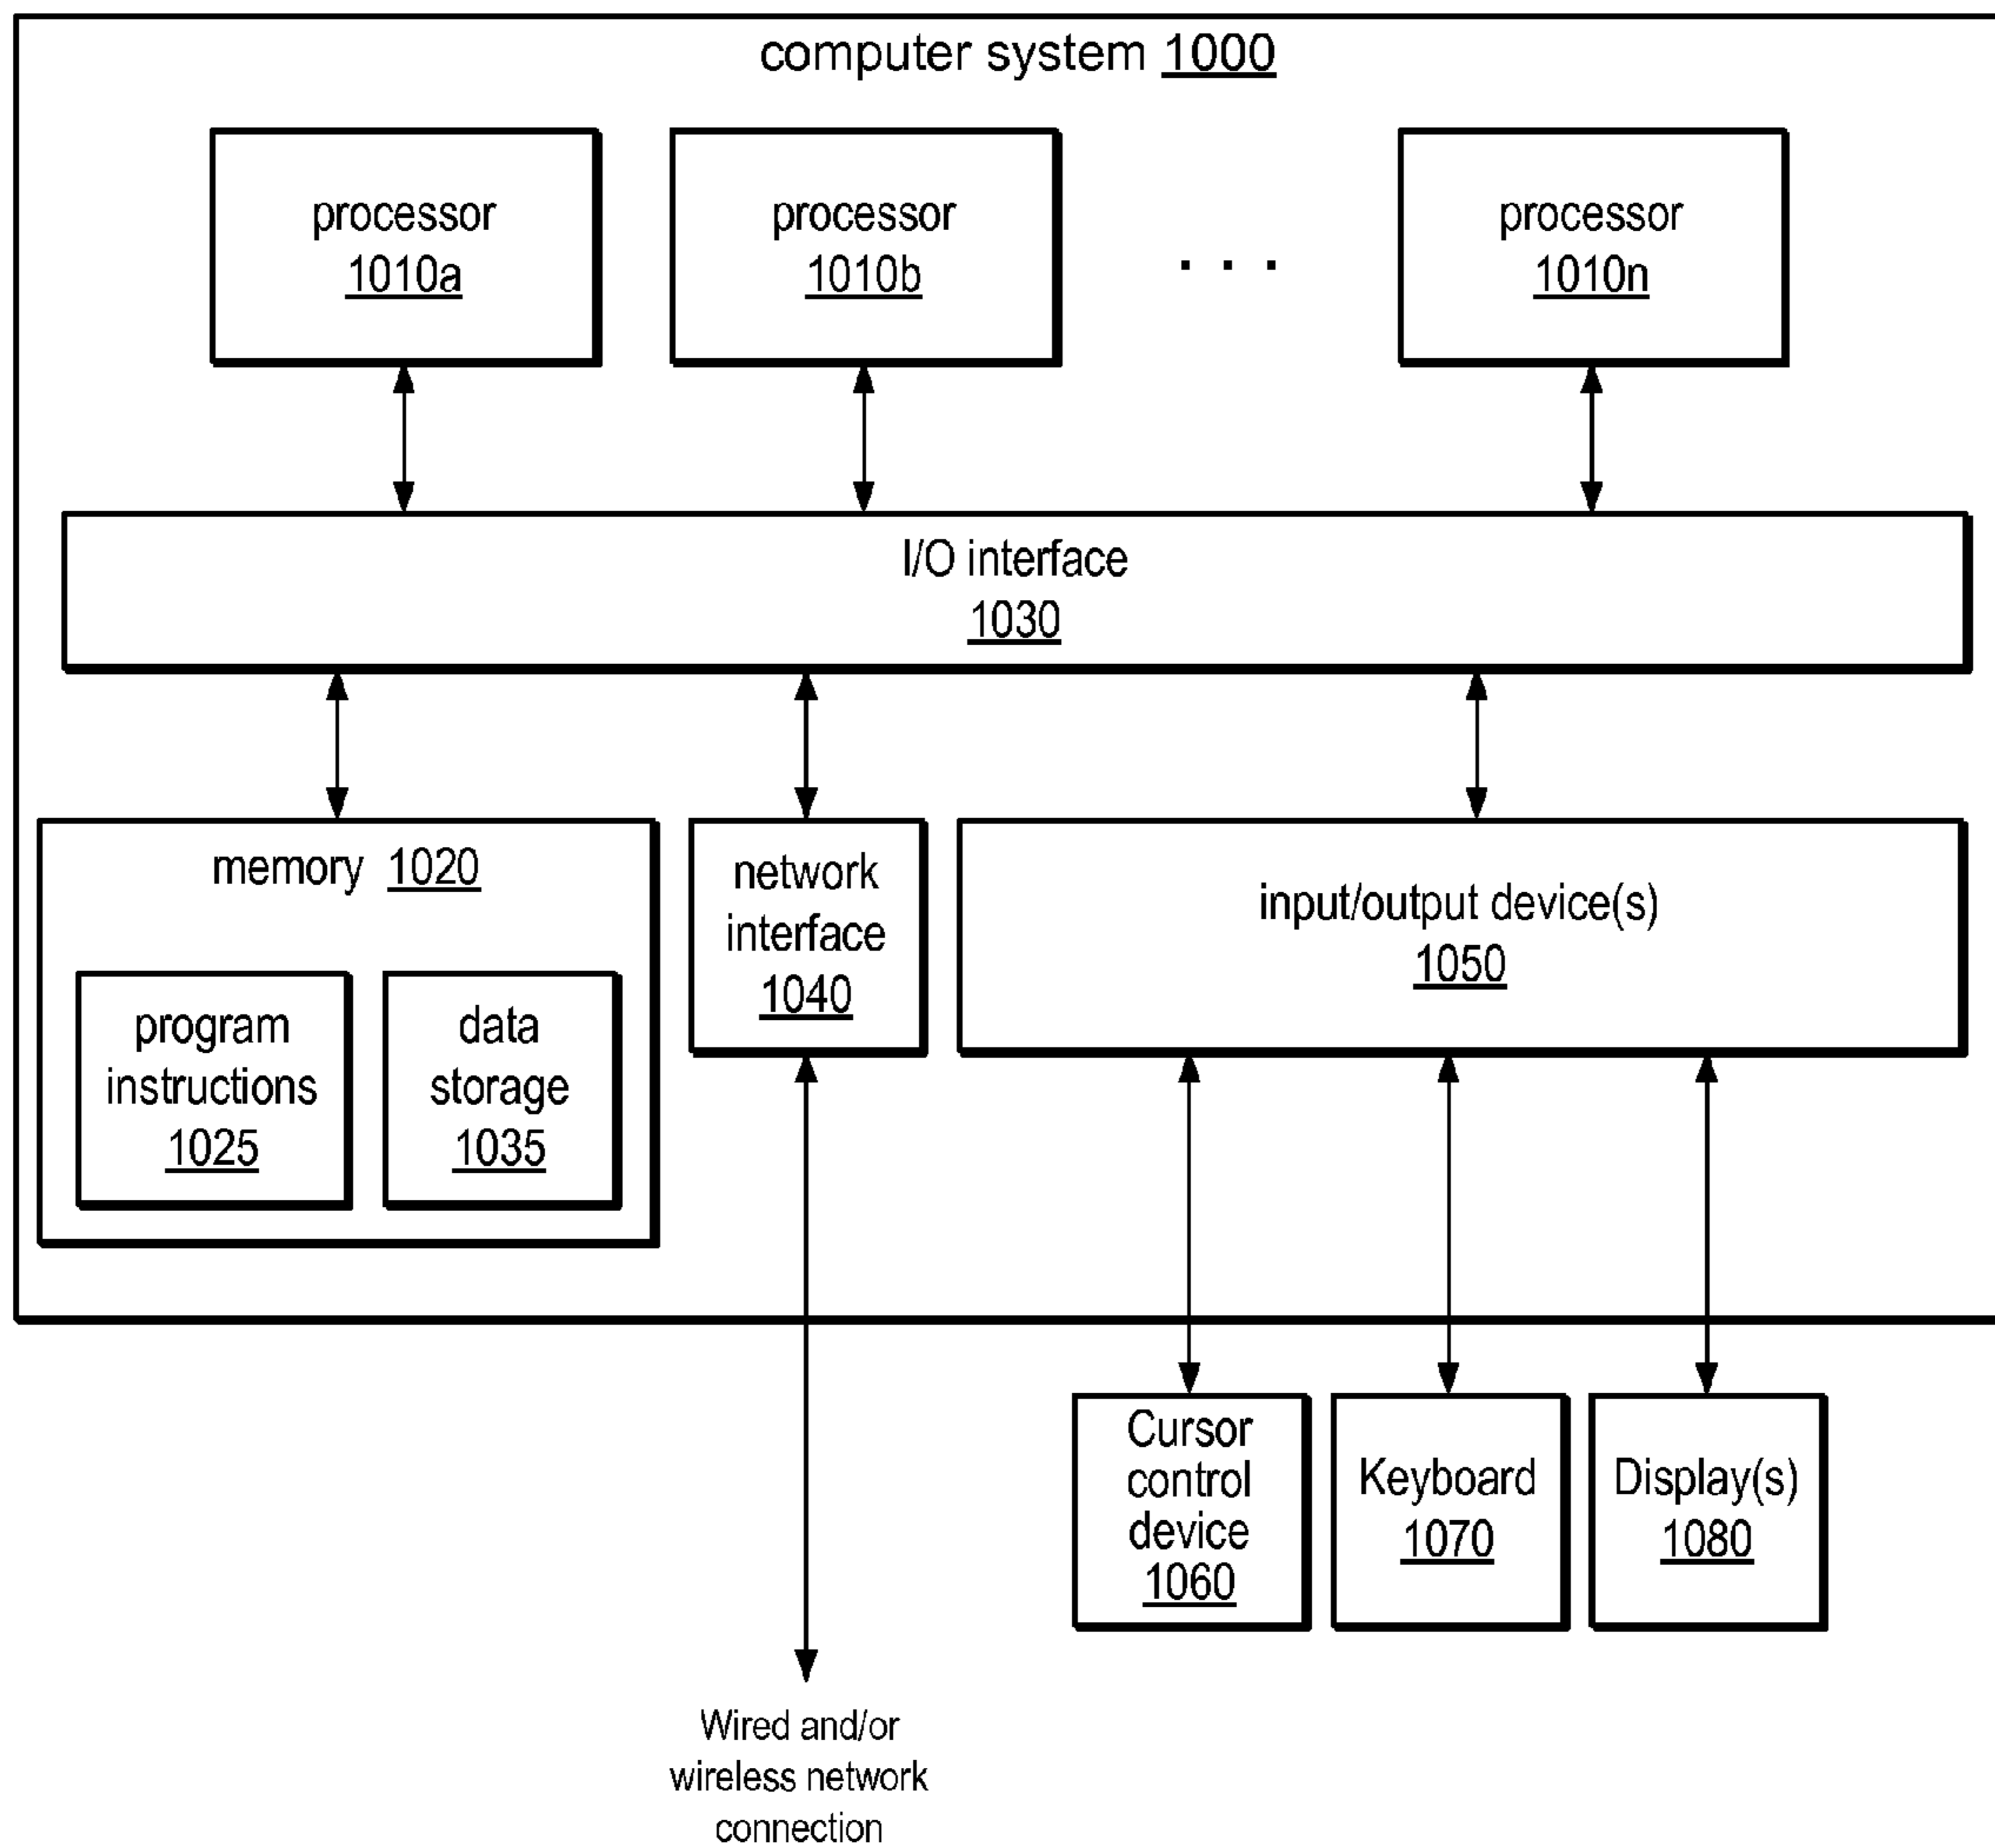 computer system 1000
processor
1010a
processor
1010b
. . .
processor
1010n
I/O interface
1030
memory 1020
program
instructions
1025
data
storage
1035
network
interface
1040
input/output device(s)
1050
Cursor
control
device
1060
Keyboard
1070
Display(s)
1080
Wired and/or
wireless network
connection